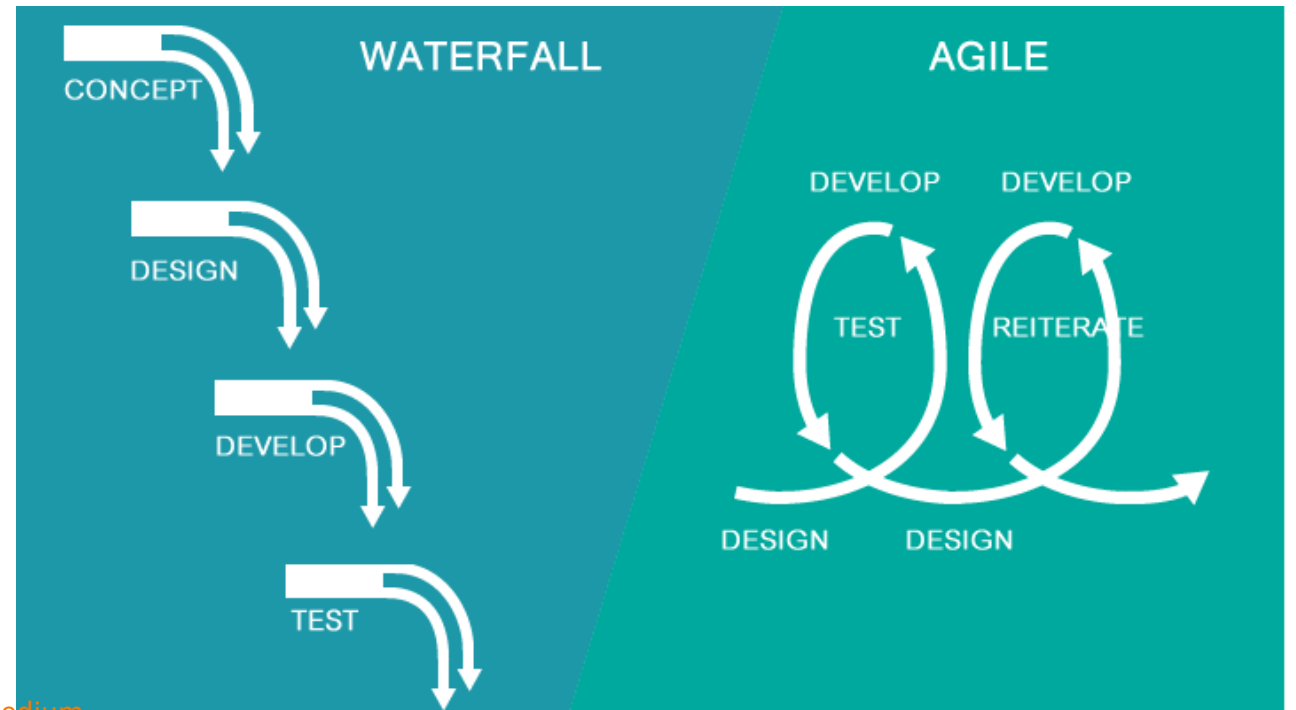 WATERFALL
CONCEPT
DESIGN
DEVELOP
TEST
AGILE
DEVELOP DEVELOP
TEST REITERATE
DESIGN DESIGN